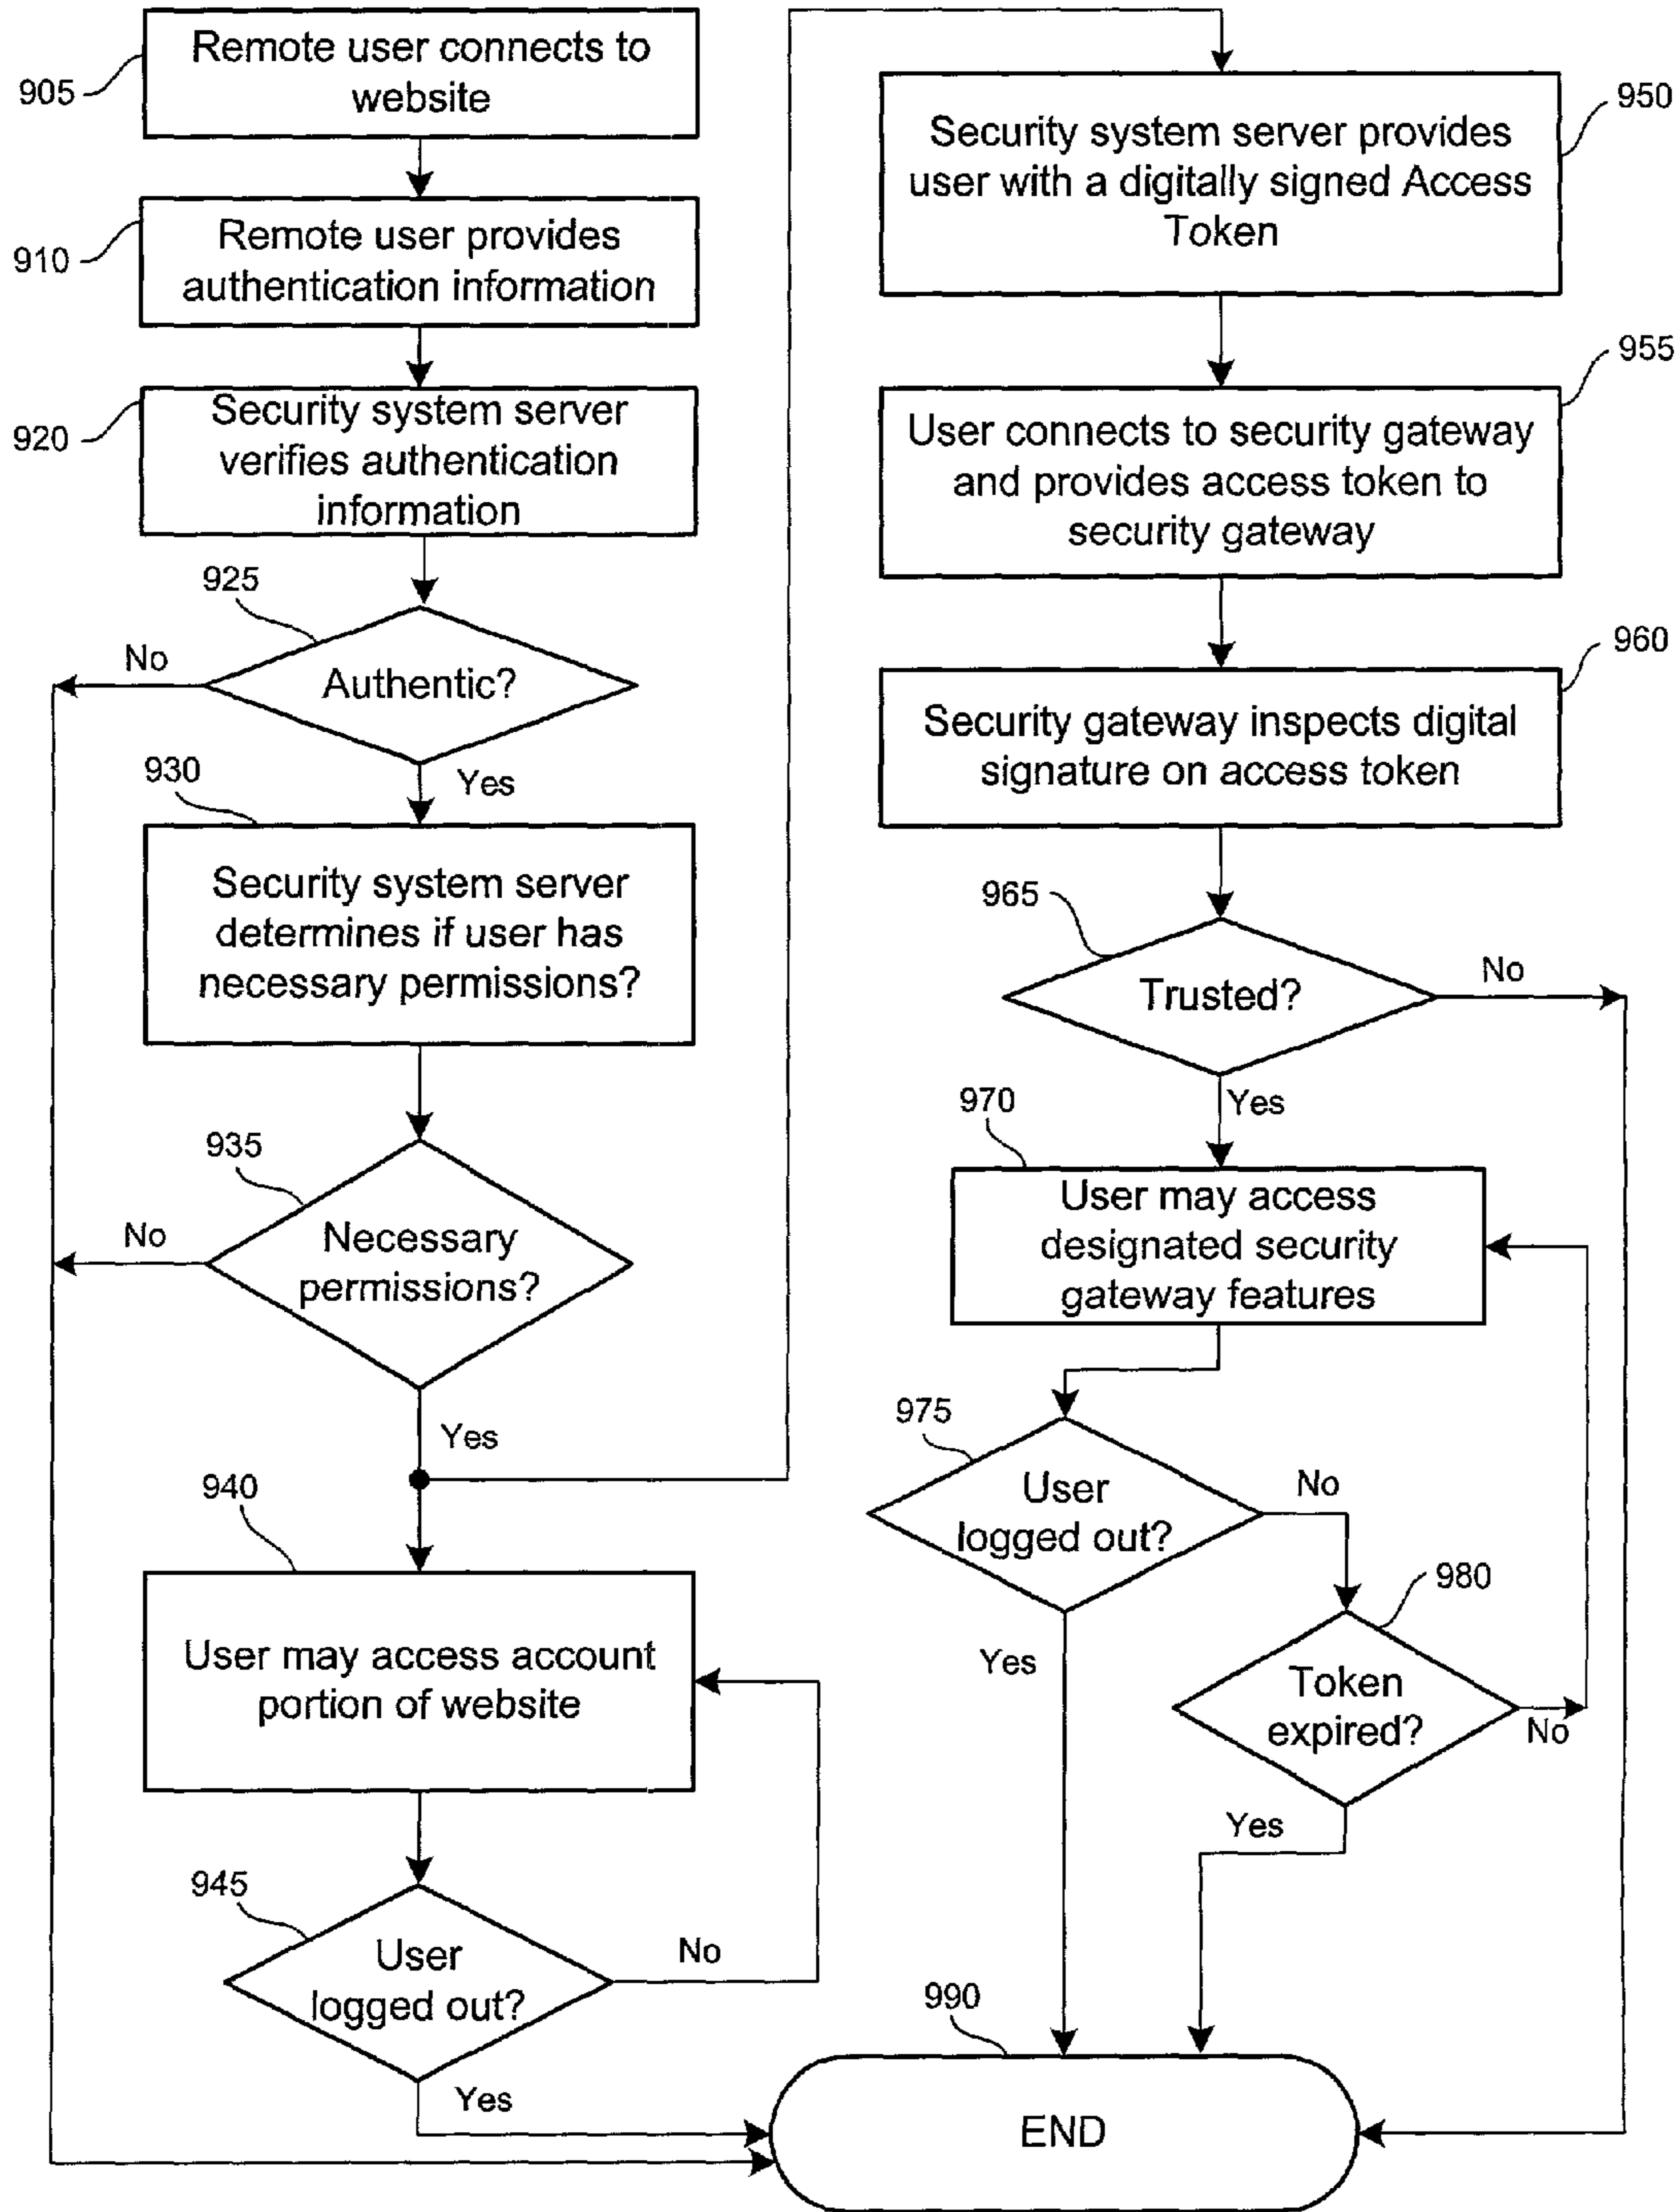 905
Remote user connects to
website
910
Remote user provides
authentication information
920
Security system server
verifies authentication
information
925
No
Authentic?
Yes
930
Security system server
determines if user has
necessary permissions?
935
No
Necessary
permissions?
Yes
940
User may access account
portion of website
945
User
logged out?
No
Yes
950
Security system server provides
user with a digitally signed Access
Token
955
User connects to security gateway
and provides access token to
security gateway
960
Security gateway inspects digital
signature on access token
965
Trusted?
No
Yes
970
User may access
designated security
gateway features
975
User
logged out?
No
Yes
980
Token
expired?
No
Yes
990
END